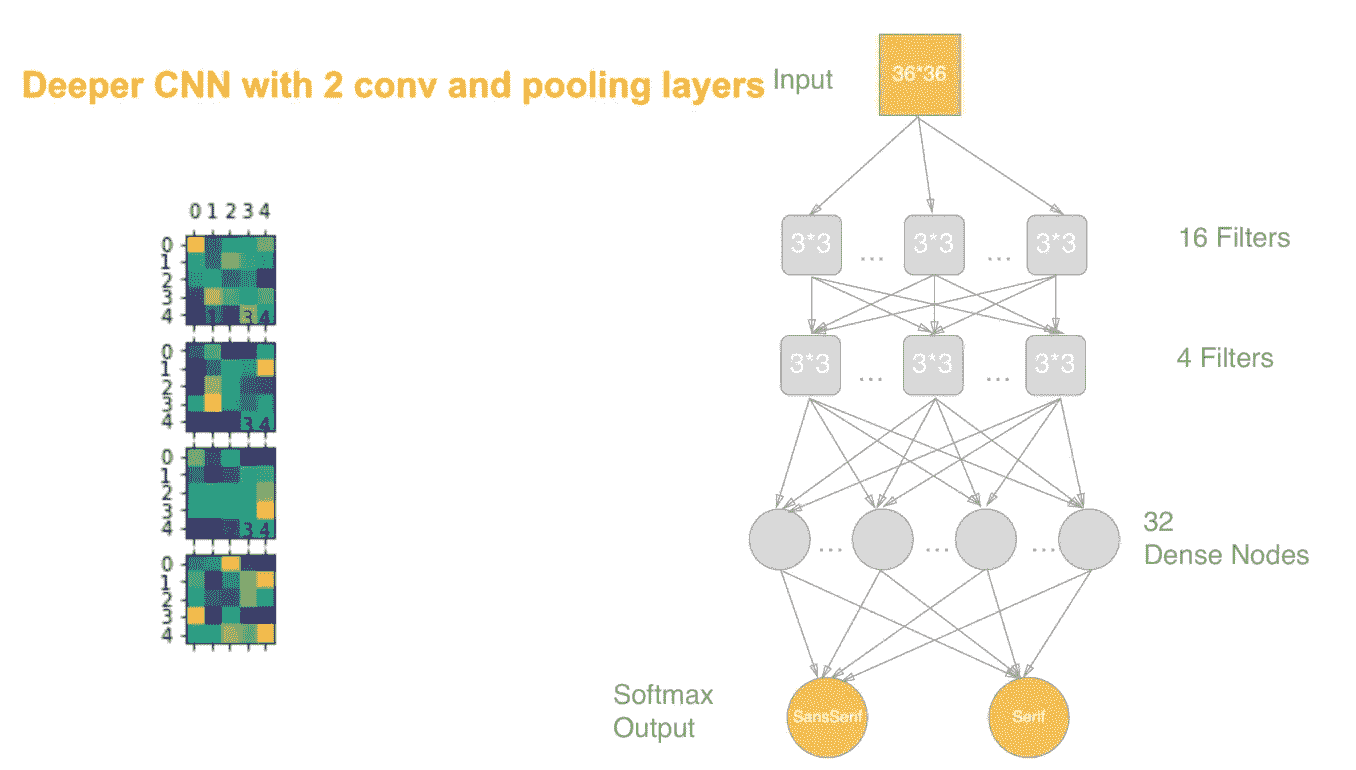 Deeper CNN with 2 conv and pooling layers
Input
36*36
3*3 ... 3*3 ... 3*3
16 Filters
3*3 ... 3*3 ... 3*3
4 Filters
... ... ...
32
Dense Nodes
Softmax
Output
SansSerif
Serif
0 1 2 3 4
0
1
2
3
4
1 3 4
0
1
2
3
4
3 4
0
1
2
3
4
3 4
0
1
2
3
4